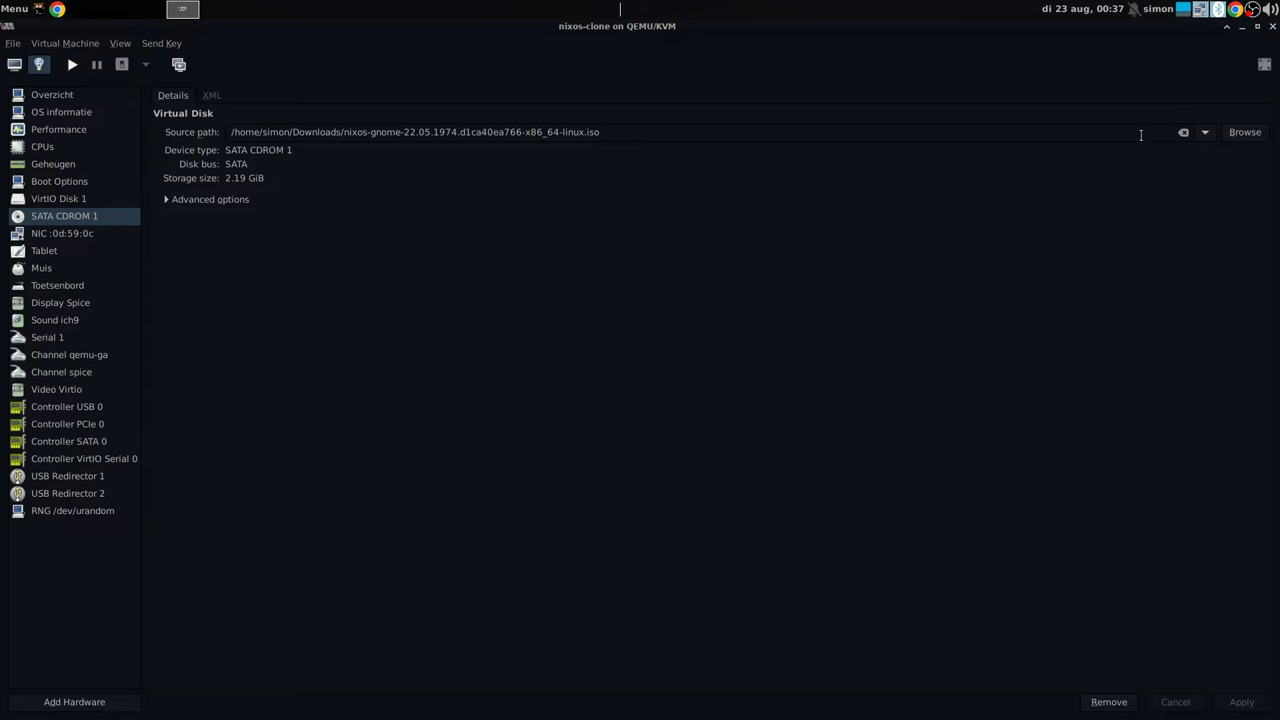 Menu
di 23 aug, 00:37 simon
nixos-clone on QEMU/KVM
File Virtual Machine View Send Key
Overzicht
OS informatie
Performance
CPUs
Geheugen
Boot Options
VirtIO Disk 1
SATA CDROM 1
NIC :0d:59:0c
Tablet
Muis
Toetsenbord
Display Spice
Sound ich9
Serial 1
Channel qemu-ga
Channel spice
Video Virtio
Controller USB 0
Controller PCIe 0
Controller SATA 0
Controller VirtIO Serial 0
USB Redirector 1
USB Redirector 2
RNG /dev/urandom
Add Hardware
Details XML
Virtual Disk
Source path: /home/simon/Downloads/nixos-gnome-22.05.1974.d1ca40ea766-x86_64-linux.iso Browse
Device type: SATA CDROM 1
Disk bus: SATA
Storage size: 2.19 GiB
Advanced options
Remove Cancel Apply